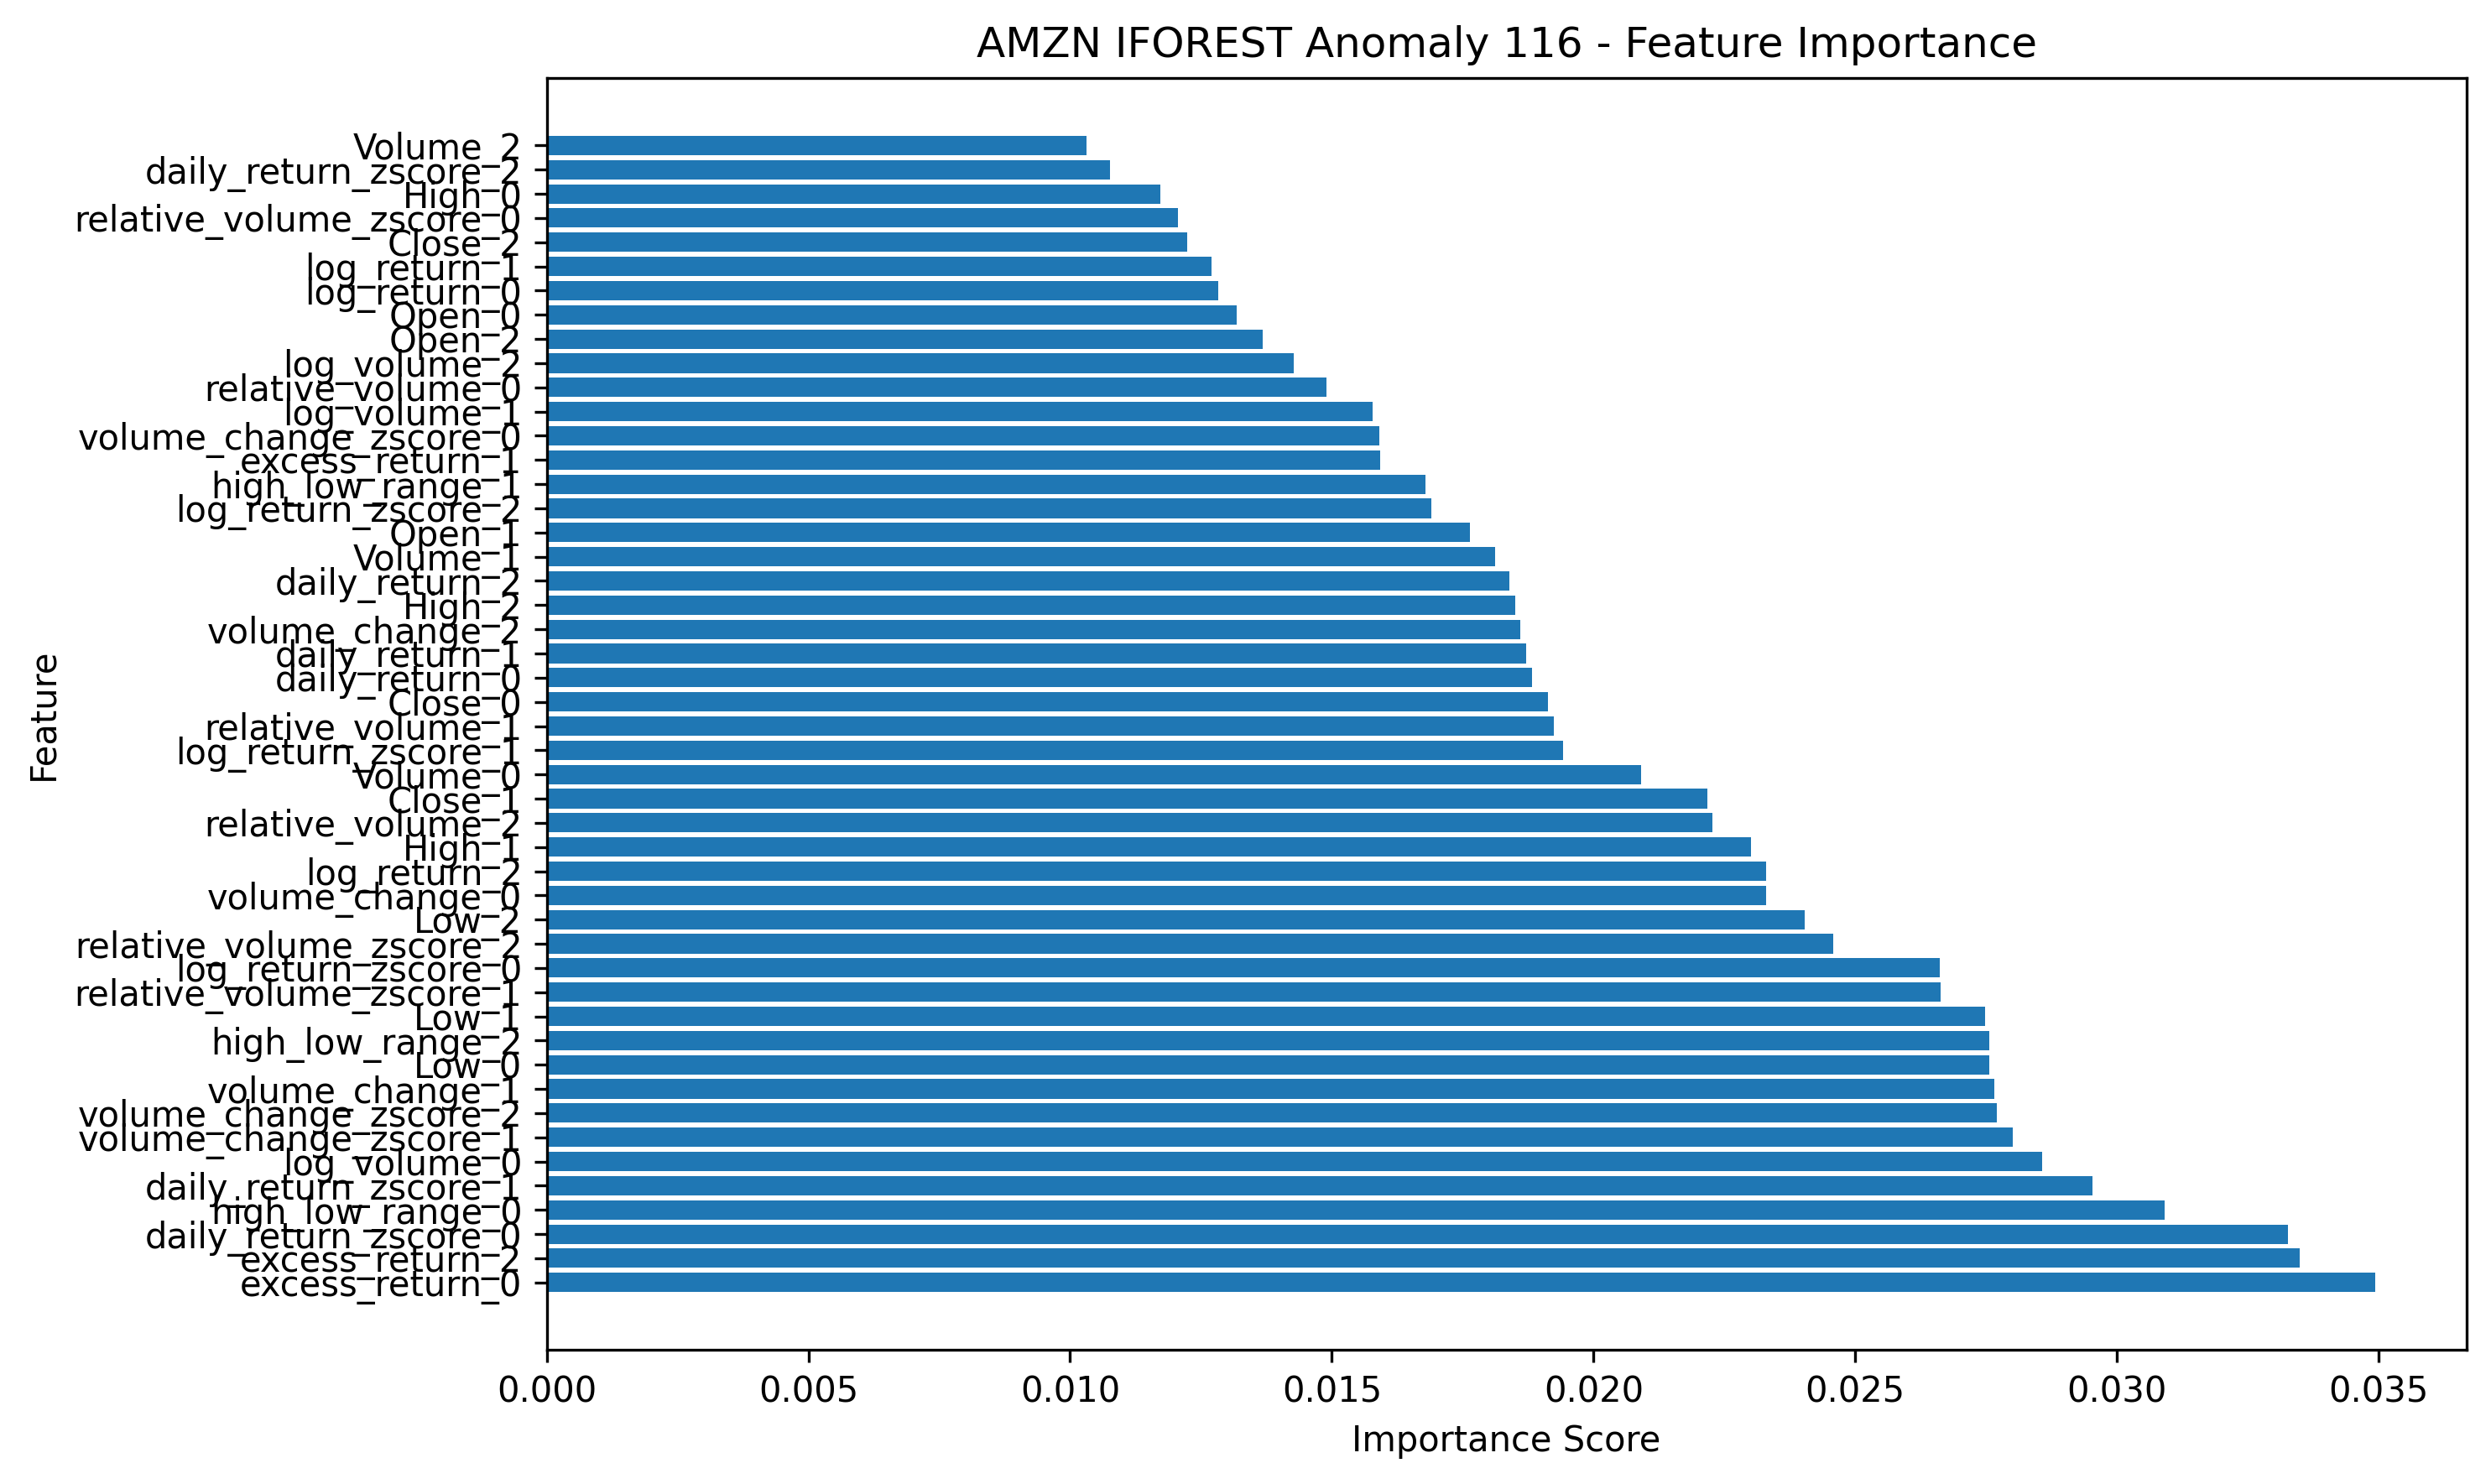 AMZN IFOREST Anomaly 116 - Feature Importance
Volume_2
daily_return_zscore_2
High_0
relative_volume_zscore_0
Close_2
log_return_1
log_return_0
Open_0
Open_2
log_volume_2
relative_volume_0
log_volume_1
volume_change_zscore_0
excess_return_1
high_low_range_1
log_return_zscore_2
Open_1
Volume_1
daily_return_2
High_2
volume_change_2
daily_return_1
daily_return_0
Close_0
relative_volume_1
log_return_zscore_1
Volume_0
Close_1
relative_volume_2
High_1
log_return_2
volume_change_0
Low_2
relative_volume_zscore_2
log_return_zscore_0
relative_volume_zscore_1
Low_1
high_low_range_2
Low_0
volume_change_1
volume_change_zscore_2
volume_change_zscore_1
log_volume_0
daily_return_zscore_1
high_low_range_0
daily_return_zscore_0
excess_return_2
excess_return_0
Feature
0.000 0.005 0.010 0.015 0.020 0.025 0.030 0.035
Importance Score